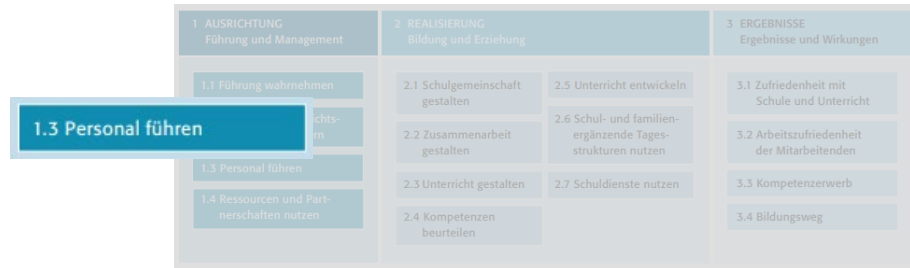 1 AUSRICHTUNG
Führung und Management
2 REALISIERUNG
Bildung und Erziehung
3 ERGEBNISSE
Ergebnisse und Wirkungen
1.1 Führung wahrnehmen
1.3 Personal führen
1.3 Personal führen
1.4 Ressourcen und Part-
nerschaften nutzen
2.1 Schulgemeinschaft
gestalten
2.2 Zusammenarbeit
gestalten
2.3 Unterricht gestalten
2.4 Kompetenzen
beurteilen
2.5 Unterricht entwickeln
2.6 Schul- und familien-
ergänzende Tages-
strukturen nutzen
2.7 Schuldienste nutzen
3.1 Zufriedenheit mit
Schule und Unterricht
3.2 Arbeitszufriedenheit
der Mitarbeitenden
3.3 Kompetenzerwerb
3.4 Bildungsweg